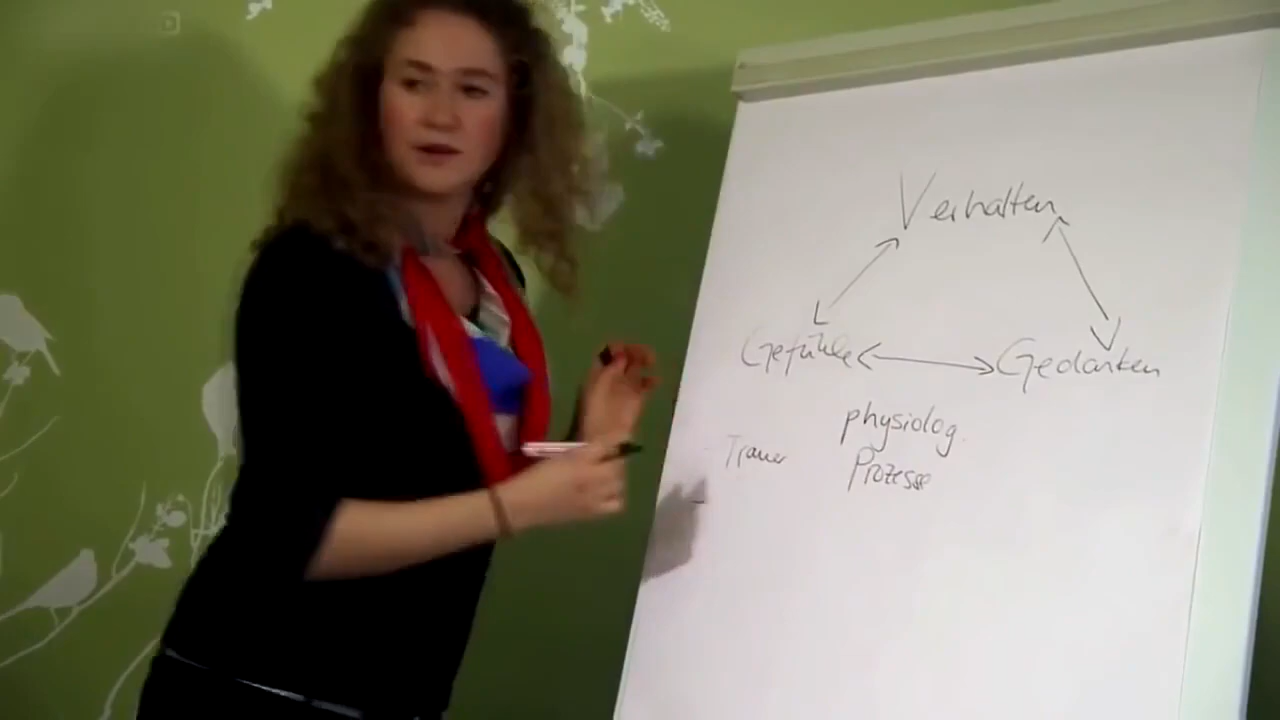 Verhalten
Gefühle Gedanken
physiolog.
Trauer Prozesse